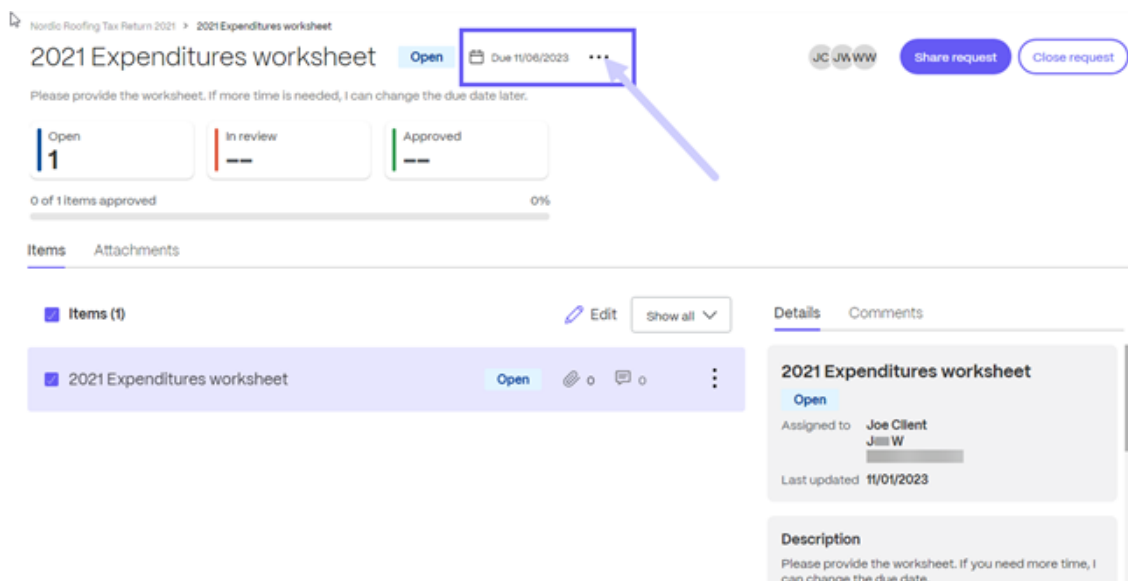 Nordic Roofing Tax Return 2021 > 2021 Expenditures worksheet
2021 Expenditures worksheet Open Due 11/06/2023 •••
JC JW WW Share request Close request
Please provide the worksheet. If more time is needed, I can change the due date later.
Open In review Approved
1 -- --
0 of 1 items approved 0%
Items Attachments
Items (1) Edit Show all
2021 Expenditures worksheet Open 0 0
Details Comments
2021 Expenditures worksheet
Open
Assigned to Joe Client
J W
Last updated 11/01/2023
Description
Please provide the worksheet. If you need more time, I
can change the due date